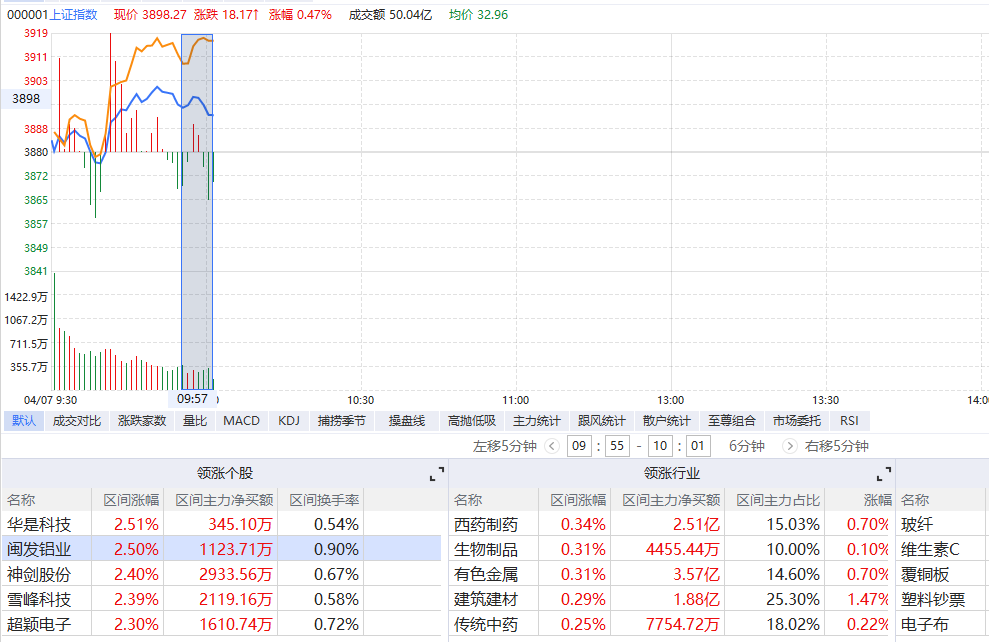 000001上证指数 现价 3898.27 涨跌 18.17↑ 涨幅 0.47% 成交额 50.04亿 均价 32.96
3919
3911
3903
3898
3888
3880
3872
3865
3857
3849
3841
1422.9万
1067.2万
711.5万
355.7万
04/07 9:30 09:57 10:30 11:00 13:00 13:30 14:00
默认 成交对比 涨跌家数 量比 MACD KDJ 捕捞季节 操盘线 高抛低吸 主力统计 跟风统计 散户统计 至尊组合 市场委托 RSI
左移5分钟 09 : 55 - 10 : 01 6分钟 右移5分钟
领涨个股 领涨行业
名称 区间涨幅 区间主力净买额 区间换手率 名称 区间涨幅 区间主力净买额 区间主力占比 涨幅 名称
华是科技 2.51% 345.10万 0.54% 西药制药 0.34% 2.51亿 15.03% 0.70% 玻纤
闽发铝业 2.50% 1123.71万 0.90% 生物制品 0.31% 4455.44万 10.00% 0.10% 维生素C
神剑股份 2.40% 2933.56万 0.67% 有色金属 0.31% 3.57亿 14.60% 0.70% 覆铜板
雪峰科技 2.39% 2119.16万 0.58% 建筑建材 0.29% 1.88亿 25.30% 1.47% 塑料钞票
超颖电子 2.30% 1610.74万 0.72% 传统中药 0.25% 7754.72万 18.02% 0.22% 电子布